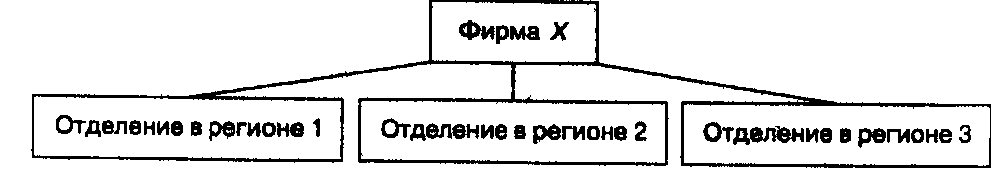 Фирма X
Отделение в регионе 1
Отделение в регионе 2
Отделение в регионе 3